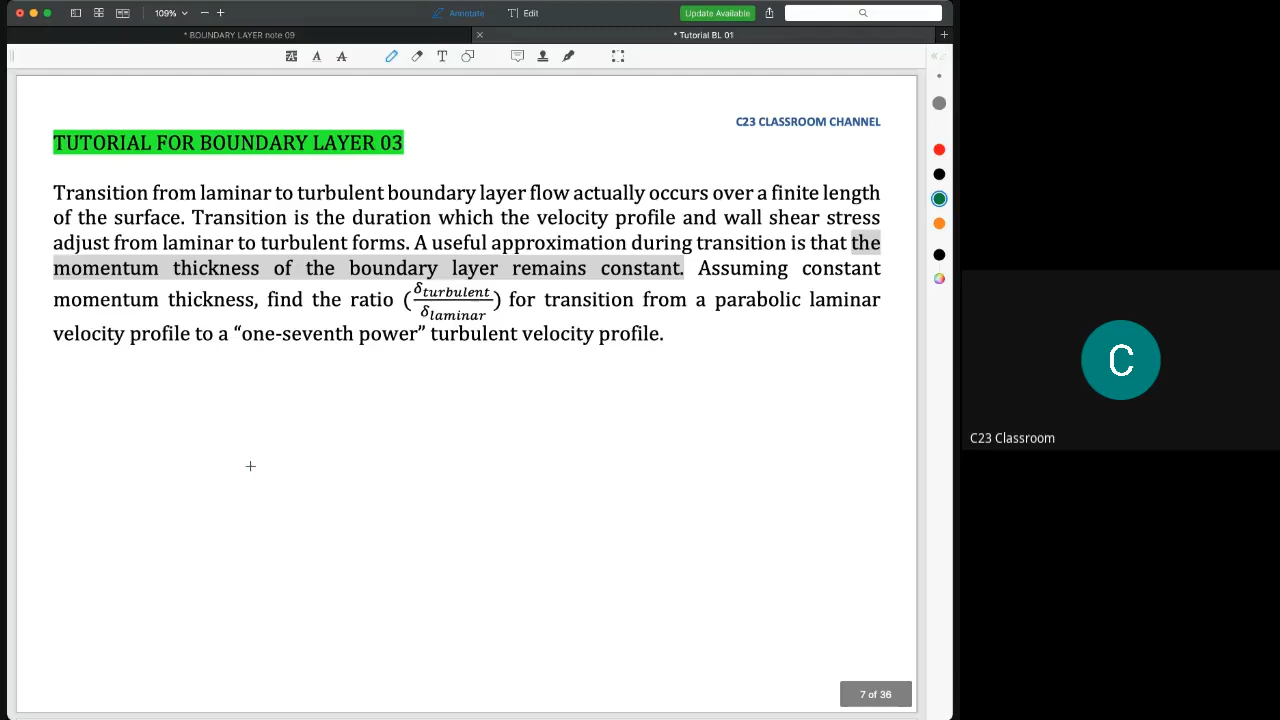 109%
Annotate
Edit
Update Available
* BOUNDARY LAYER note 09
* Tutorial BL 01
C23 CLASSROOM CHANNEL
TUTORIAL FOR BOUNDARY LAYER 03
Transition from laminar to turbulent boundary layer flow actually occurs over a finite length
of the surface. Transition is the duration which the velocity profile and wall shear stress
adjust from laminar to turbulent forms. A useful approximation during transition is that the
momentum thickness of the boundary layer remains constant. Assuming constant
momentum thickness, find the ratio (δturbulent/δlaminar) for transition from a parabolic laminar
velocity profile to a “one-seventh power” turbulent velocity profile.
C
C23 Classroom
7 of 36